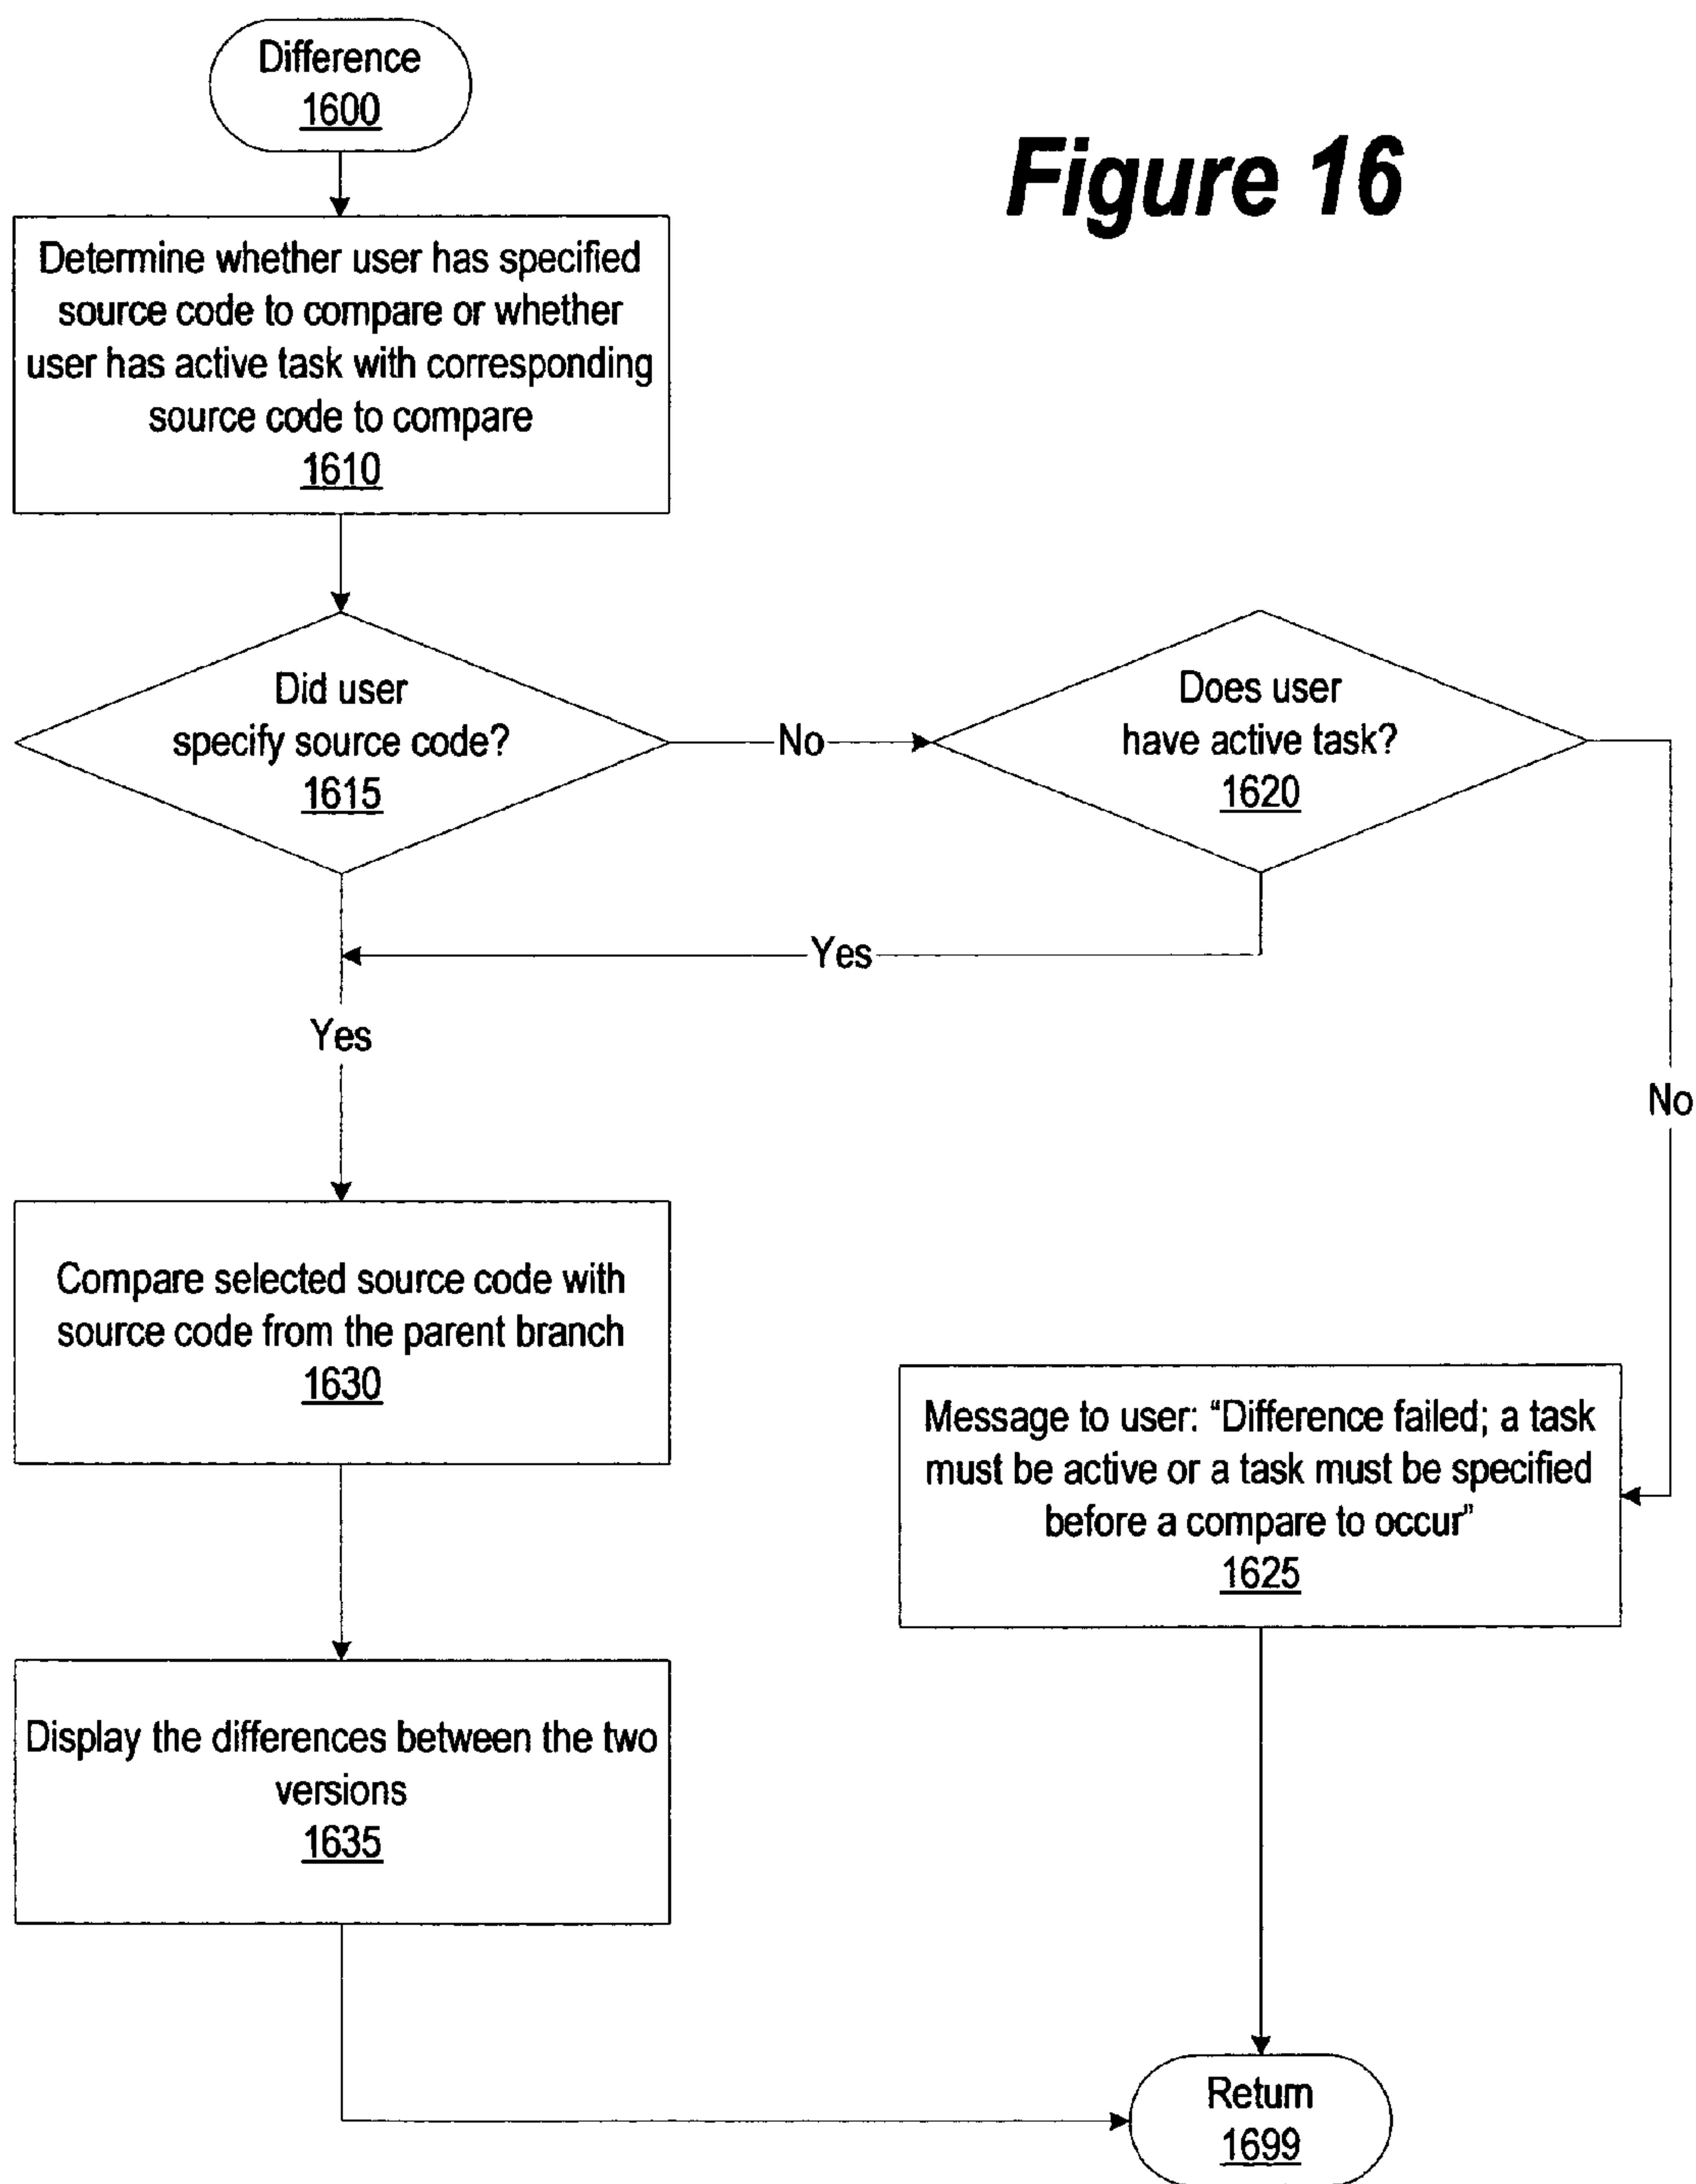 Difference
1600
Figure 16
Determine whether user has specified
source code to compare or whether
user has active task with corresponding
source code to compare
1610
Did user
specify source code?
1615
No
Does user
have active task?
1620
Yes
Yes
No
Compare selected source code with
source code from the parent branch
1630
Message to user: “Difference failed; a task
must be active or a task must be specified
before a compare to occur”
1625
Display the differences between the two
versions
1635
Return
1699